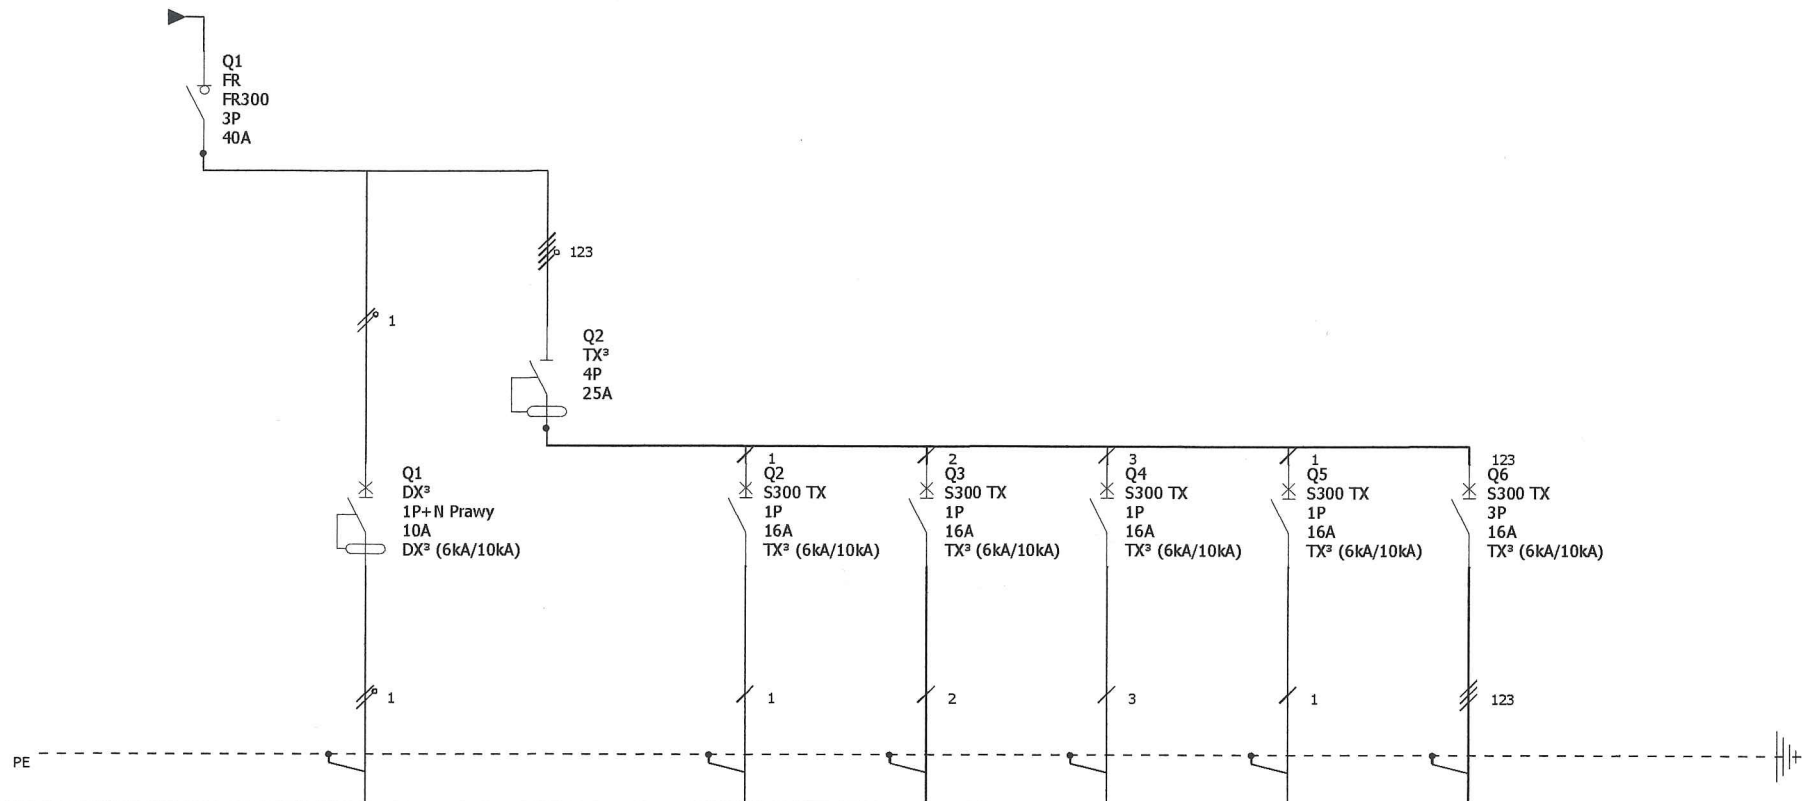 Q1
FR
FR300
3P
40A
123
1
Q2
TX³
4P
25A
Q1
DX³
1P+N Prawy
10A
DX³ (6kA/10kA)
1
Q2
S300 TX
1P
16A
TX³ (6kA/10kA)
2
Q3
S300 TX
1P
16A
TX³ (6kA/10kA)
3
Q4
S300 TX
1P
16A
TX³ (6kA/10kA)
1
Q5
S300 TX
1P
16A
TX³ (6kA/10kA)
123
Q6
S300 TX
3P
16A
TX³ (6kA/10kA)
1
1
2
3
1
123
PE